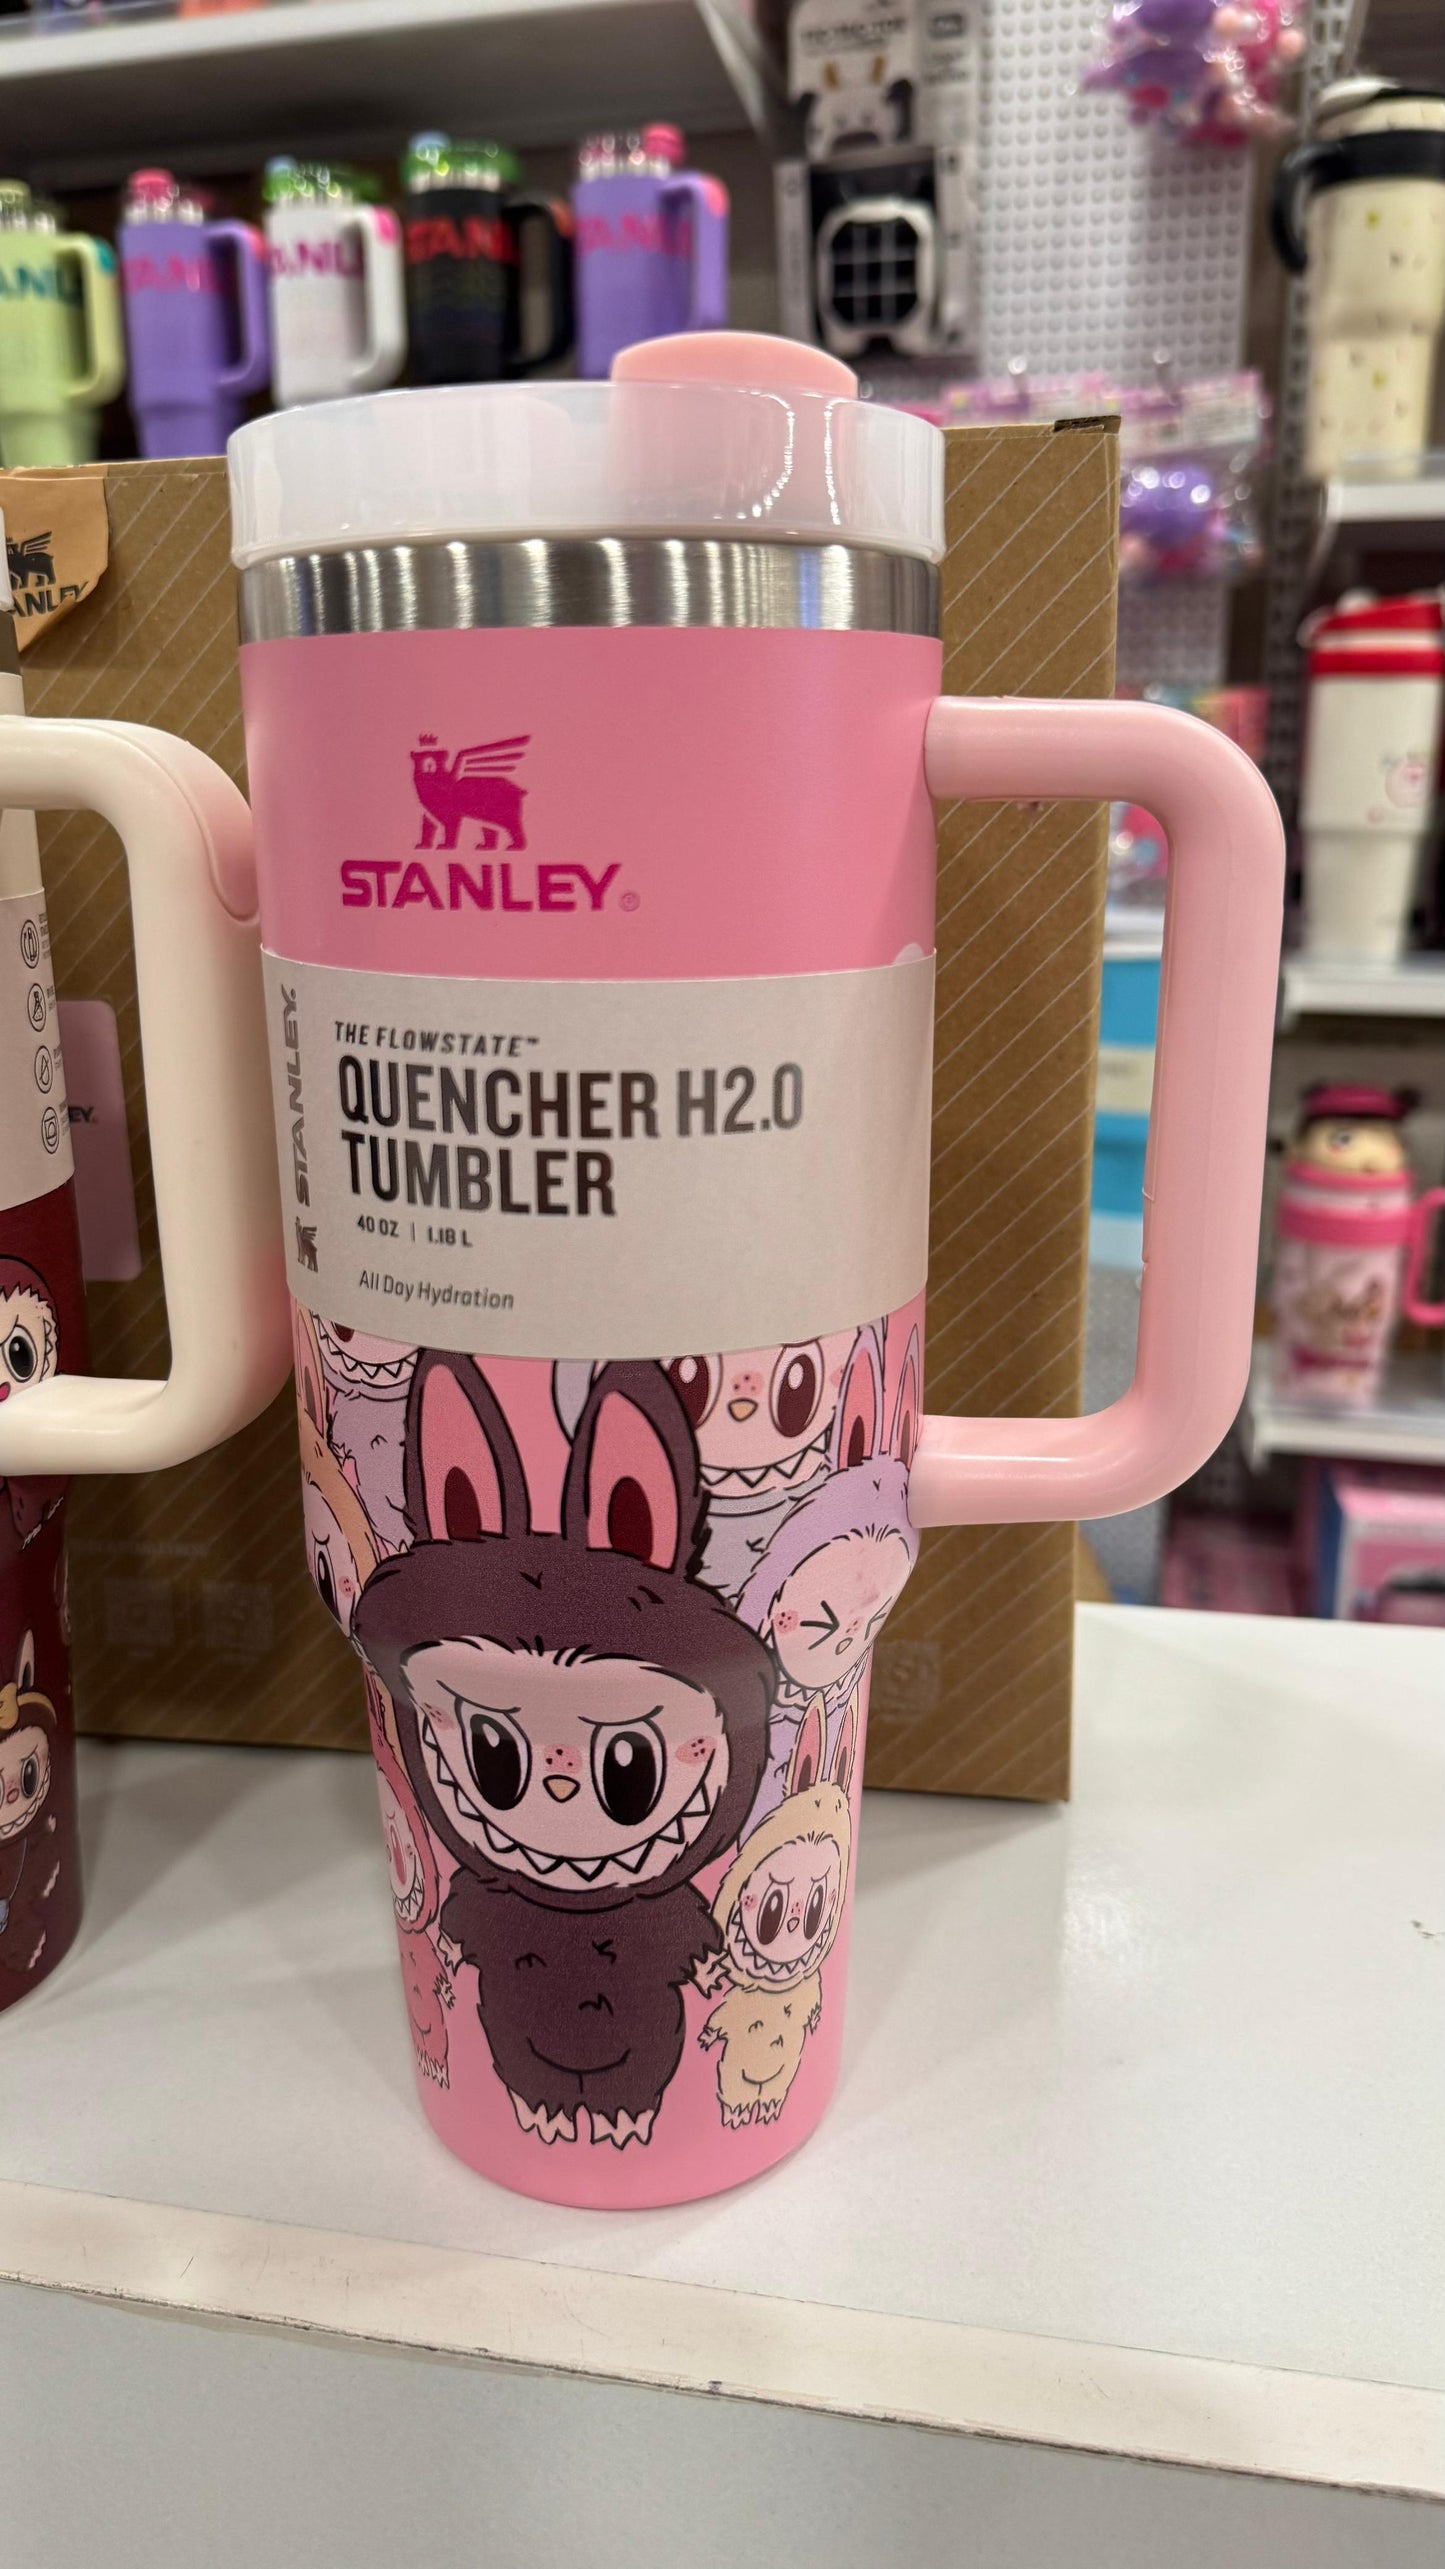 STANLEY®
STANLEY®
THE FLOWSTATE™
QUENCHER H2.0
TUMBLER
40 OZ | 1.18 L
All Day Hydration